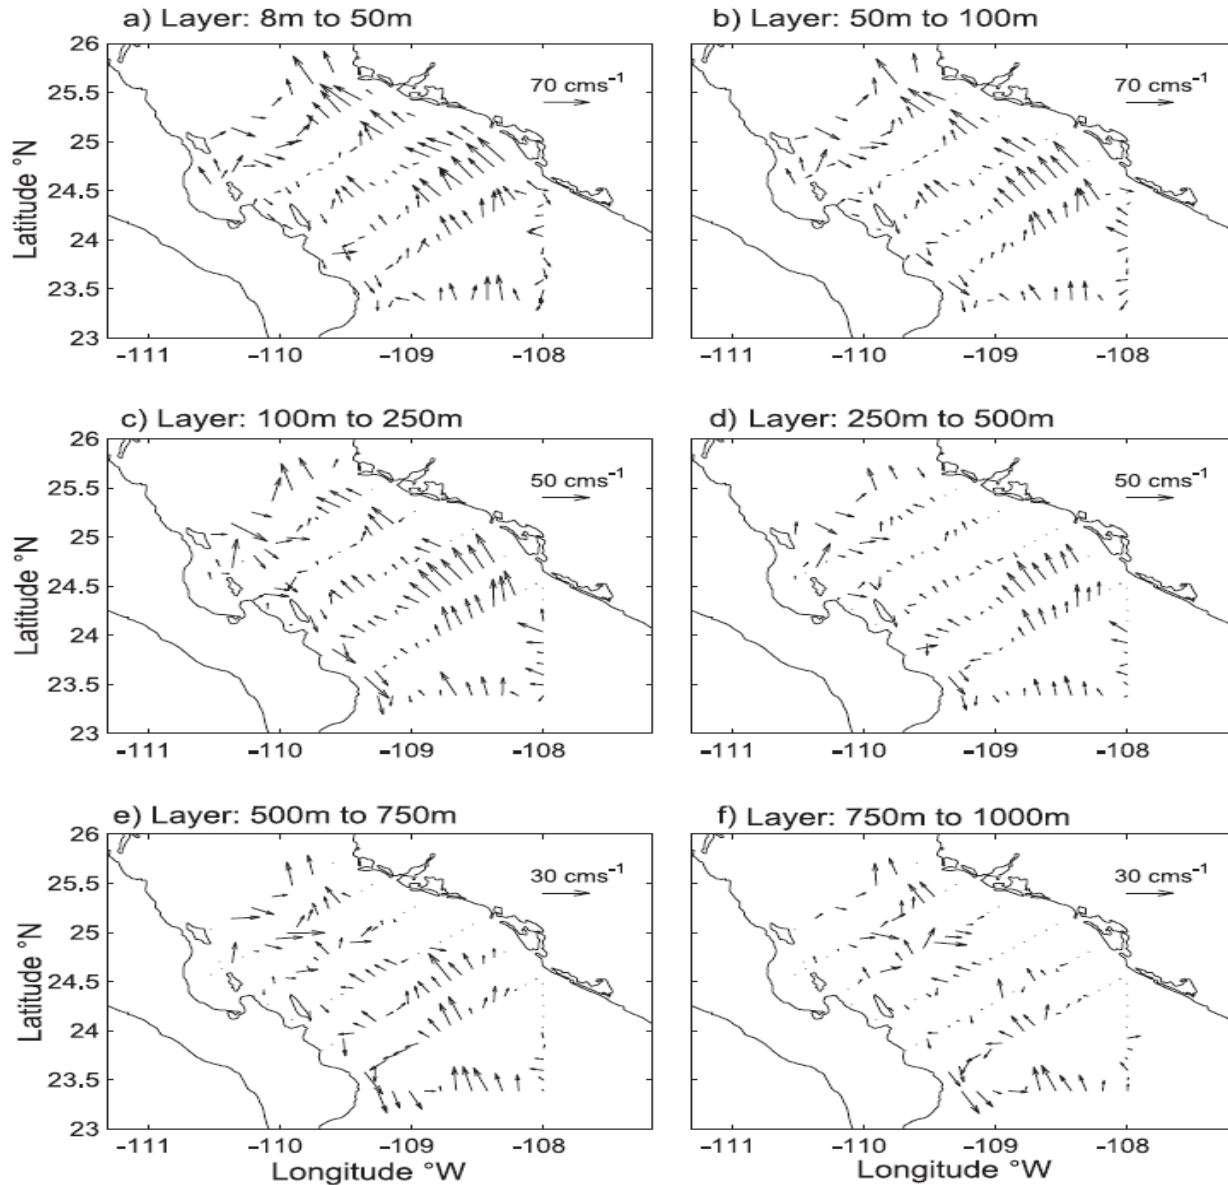 a) Layer: 8m to 50m
b) Layer: 50m to 100m
26
25.5
25
24.5
24
23.5
23
Latitude °N
70 cms⁻¹
70 cms⁻¹
-111
-110
-109
-108
-111
-110
-109
-108
c) Layer: 100m to 250m
d) Layer: 250m to 500m
26
25.5
25
24.5
24
23.5
23
Latitude °N
50 cms⁻¹
50 cms⁻¹
-111
-110
-109
-108
-111
-110
-109
-108
e) Layer: 500m to 750m
f) Layer: 750m to 1000m
26
25.5
25
24.5
24
23.5
23
Latitude °N
30 cms⁻¹
30 cms⁻¹
-111
-110
-109
-108
-111
-110
-109
-108
Longitude °W
Longitude °W